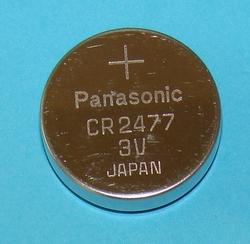 +
Panasonic
CR2477
3V
JAPAN